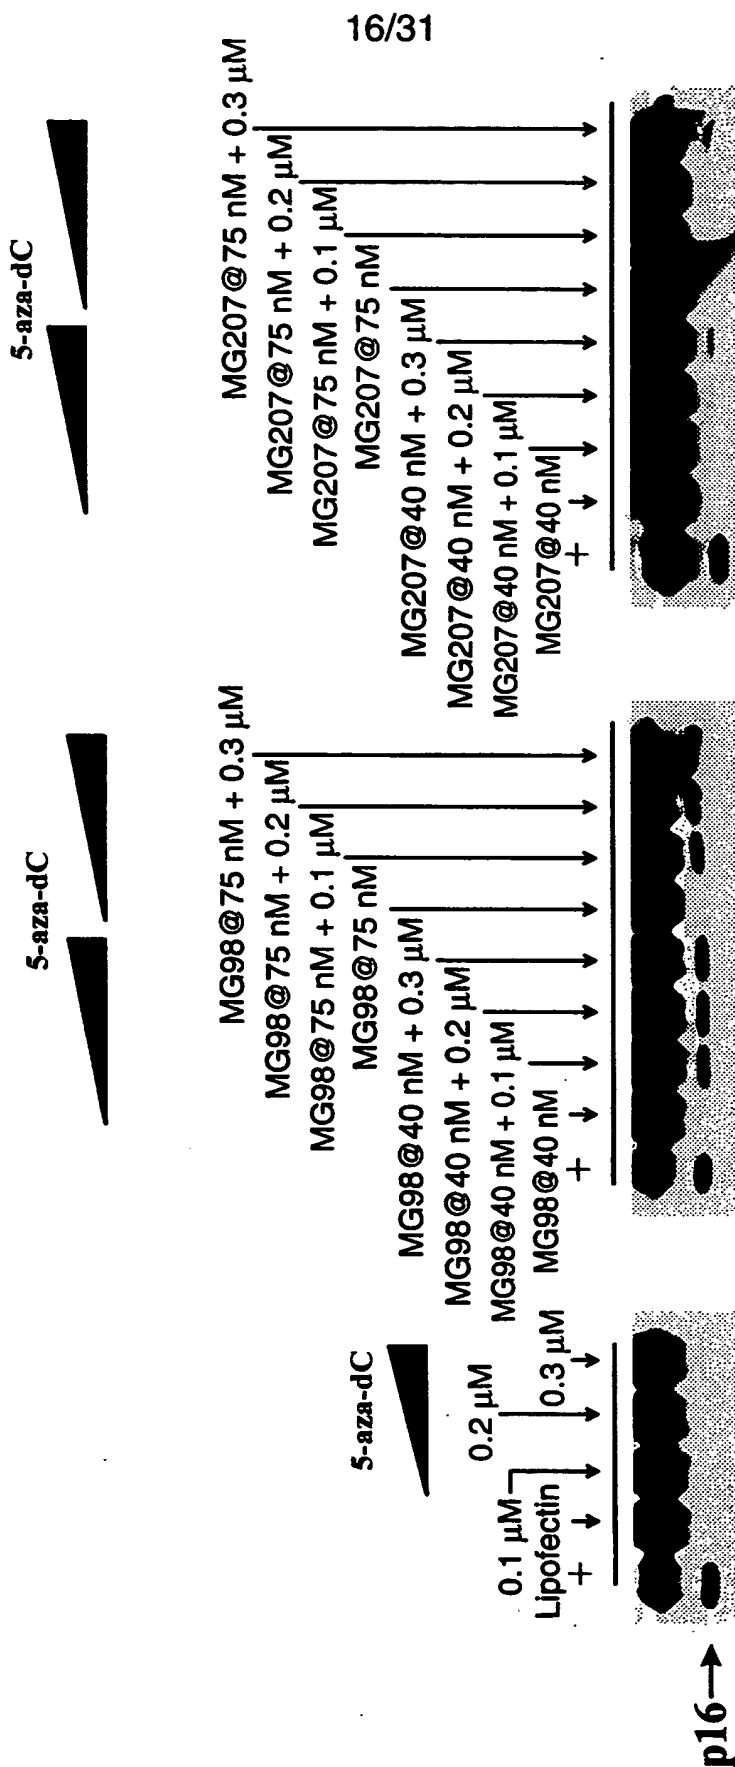 16/31
5-aza-dC
0.1 μM
0.2 μM
0.3 μM
Lipofectin
+
5-aza-dC
MG98@75 nM + 0.3 μM
MG98@75 nM + 0.2 μM
MG98@75 nM + 0.1 μM
MG98@75 nM
MG98@40 nM + 0.3 μM
MG98@40 nM + 0.2 μM
MG98@40 nM + 0.1 μM
MG98@40 nM
+
5-aza-dC
MG207@75 nM + 0.3 μM
MG207@75 nM + 0.2 μM
MG207@75 nM + 0.1 μM
MG207@75 nM
MG207@40 nM + 0.3 μM
MG207@40 nM + 0.2 μM
MG207@40 nM + 0.1 μM
MG207@40 nM
+
p16→